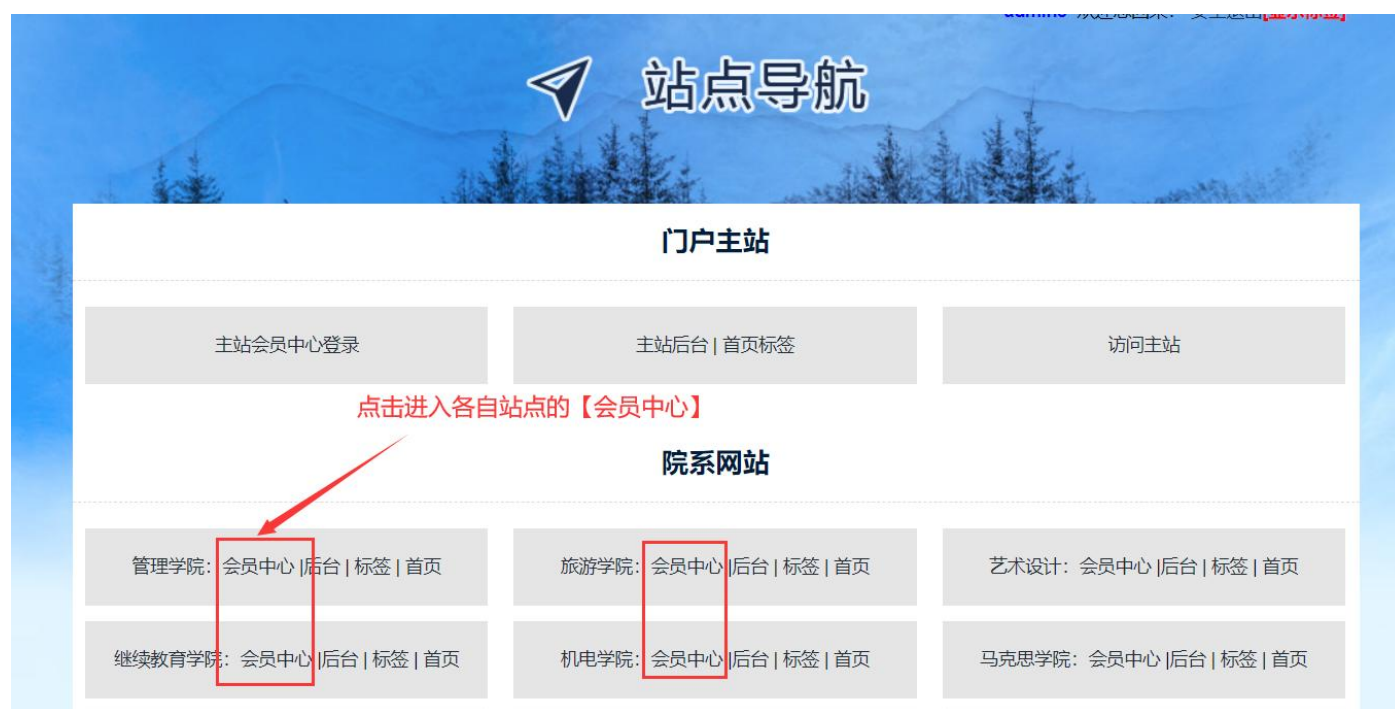 站点导航
门户主站
主站会员中心登录
主站后台 | 首页标签
访问主站
点击进入各自站点的【会员中心】
院系网站
管理学院：会员中心 |后台 | 标签 | 首页
旅游学院：会员中心 |后台 | 标签 | 首页
艺术设计：会员中心 |后台 | 标签 | 首页
继续教育学院：会员中心 |后台 | 标签 | 首页
机电学院：会员中心 |后台 | 标签 | 首页
马克思学院：会员中心 |后台 | 标签 | 首页